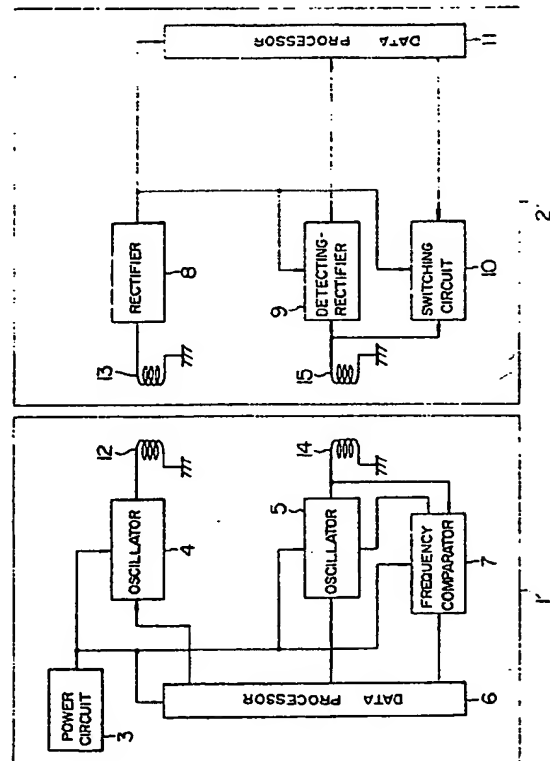 POWER
CIRCUIT
3
OSCILLATOR
4
12
OSCILLATOR
5
14
FREQUENCY
COMPARATOR
7
DATA PROCESSOR
6
1'
RECTIFIER
8
13
DETECTING-
RECTIFIER
9
15
SWITCHING
CIRCUIT
10
DATA PROCESSOR
11
2'